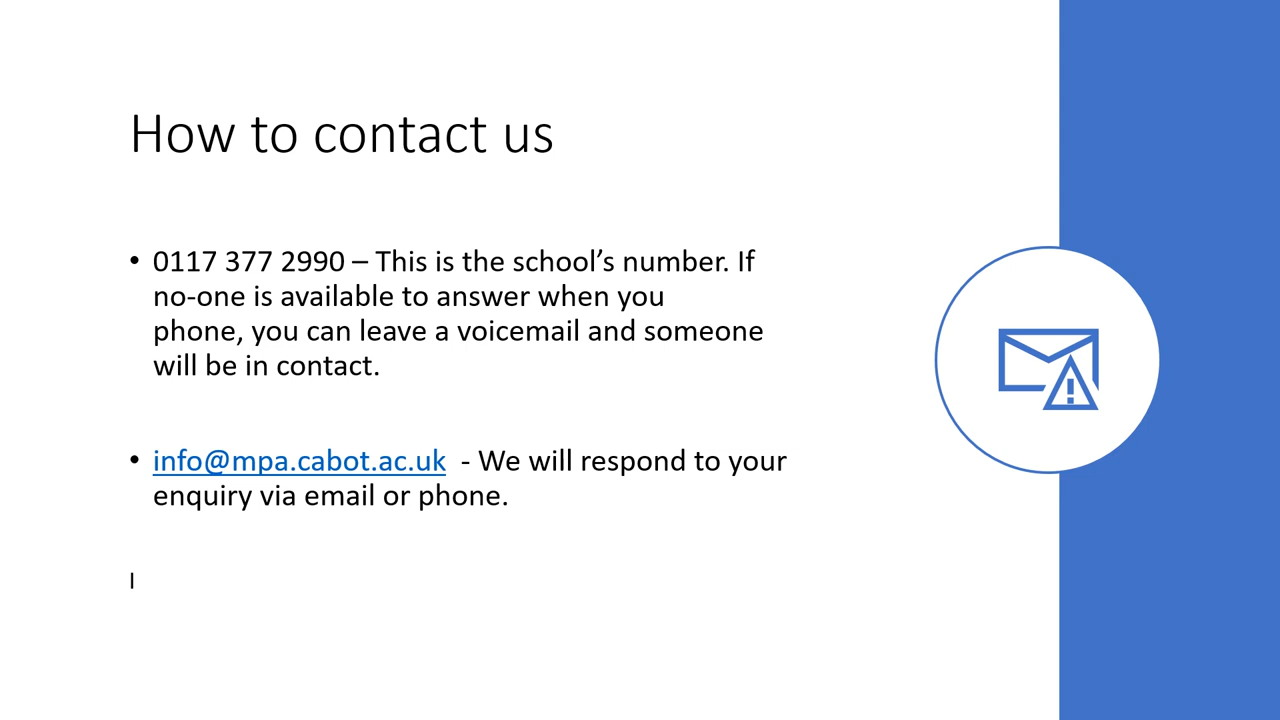 How to contact us
• 0117 377 2990 – This is the school’s number. If
no-one is available to answer when you
phone, you can leave a voicemail and someone
will be in contact.
• info@mpa.cabot.ac.uk - We will respond to your
enquiry via email or phone.
I